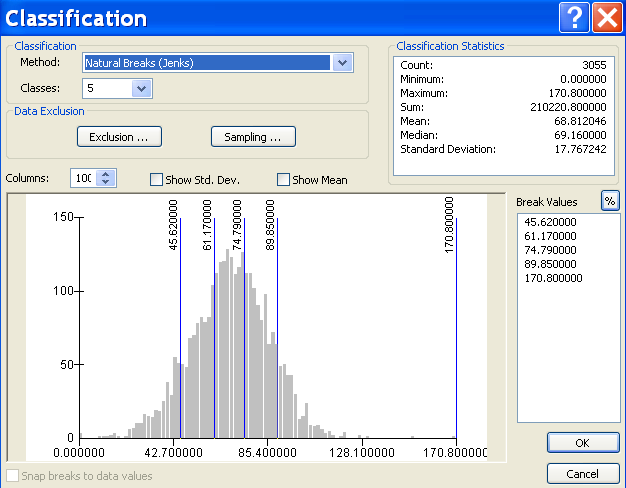 Classification
Classification
Method: Natural Breaks (Jenks)
Classes: 5
Data Exclusion
Exclusion ...
Sampling ...
Classification Statistics
Count: 3055
Minimum: 0.000000
Maximum: 170.800000
Sum: 210220.800000
Mean: 68.812046
Median: 69.160000
Standard Deviation: 17.767242
Columns: 100
Show Std. Dev.
Show Mean
Break Values
%
45.620000
61.170000
74.790000
89.850000
170.800000
45.620000
61.170000
74.790000
89.850000
170.800000
150
100
50
0
0.000000
42.700000
85.400000
128.100000
170.800000
OK
Cancel
Snap breaks to data values